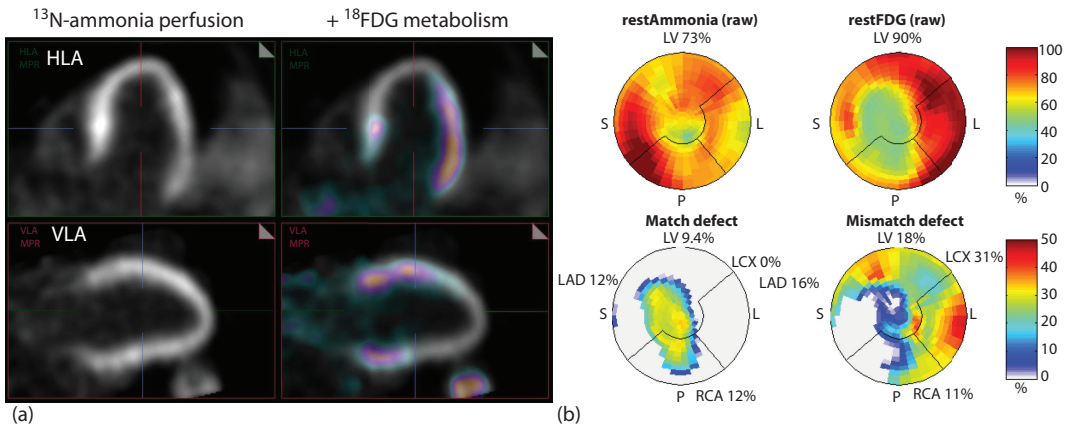 ¹³N-ammonia perfusion
+ ¹⁸FDG metabolism
HLA
MPR
HLA
HLA
MPR
VLA
MPR
VLA
VLA
MPR
(a)
restAmmonia (raw)
LV 73%
S
L
P
restFDG (raw)
LV 90%
S
L
P
100
80
60
40
20
0
%
Match defect
LV 9.4%
LCX 0%
LAD 12%
S
L
P
RCA 12%
Mismatch defect
LV 18%
LCX 31%
LAD 16%
S
L
P
RCA 11%
50
40
30
20
10
0
%
(b)